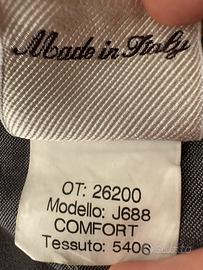 Made in Italy
OT: 26200
Modello: J688
COMFORT
Tessuto: 5406